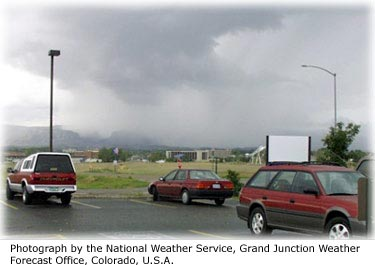 Photograph by the National Weather Service, Grand Junction Weather
Forecast Office, Colorado, U.S.A.